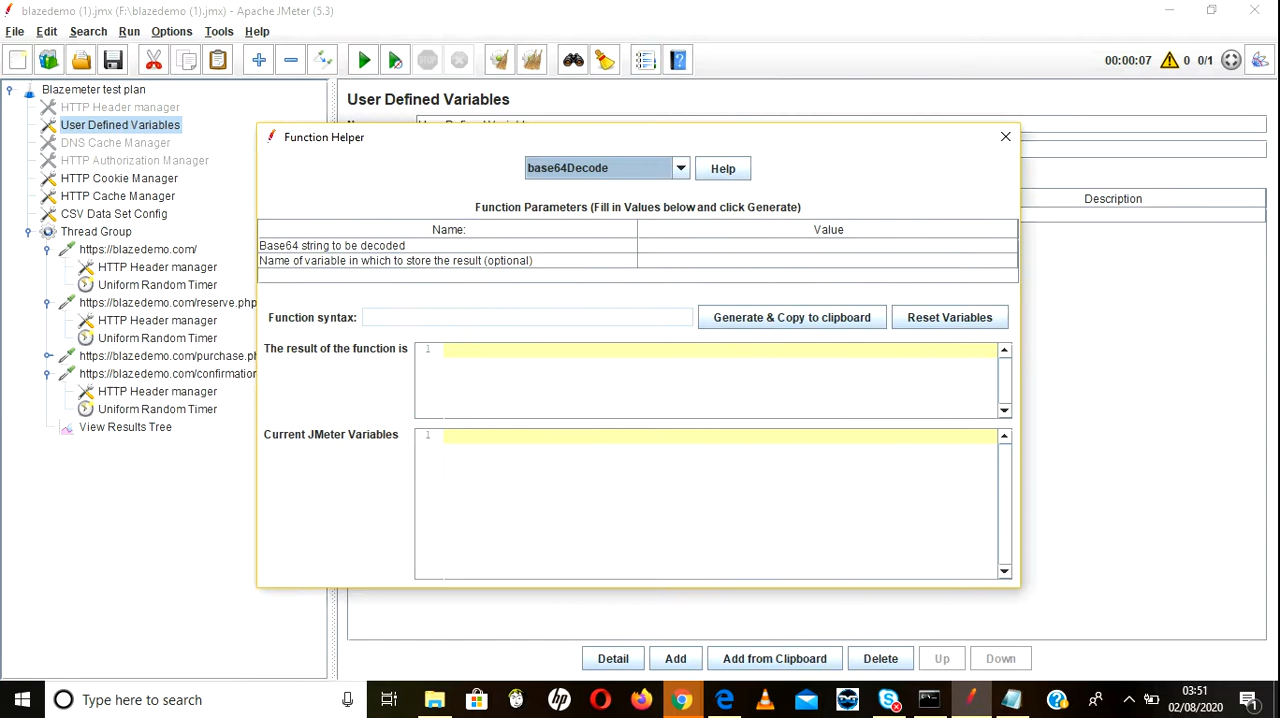 blazedemo (1).jmx (F:\blazedemo (1).jmx) - Apache JMeter (5.3)
File Edit Search Run Options Tools Help
STOP
00:00:07 0 0/1
Blazemeter test plan
HTTP Header manager
User Defined Variables
DNS Cache Manager
HTTP Authorization Manager
HTTP Cookie Manager
HTTP Cache Manager
CSV Data Set Config
Thread Group
https://blazedemo.com/
HTTP Header manager
Uniform Random Timer
https://blazedemo.com/reserve.php
HTTP Header manager
Uniform Random Timer
https://blazedemo.com/purchase.ph
https://blazedemo.com/confirmation
HTTP Header manager
Uniform Random Timer
View Results Tree
User Defined Variables
Description
Function Helper
base64Decode Help
Function Parameters (Fill in Values below and click Generate)
Name: Value
Base64 string to be decoded
Name of variable in which to store the result (optional)
Function syntax: Generate & Copy to clipboard Reset Variables
The result of the function is 1
Current JMeter Variables 1
Detail Add Add from Clipboard Delete Up Down
Type here to search
03:51
02/08/2020
1